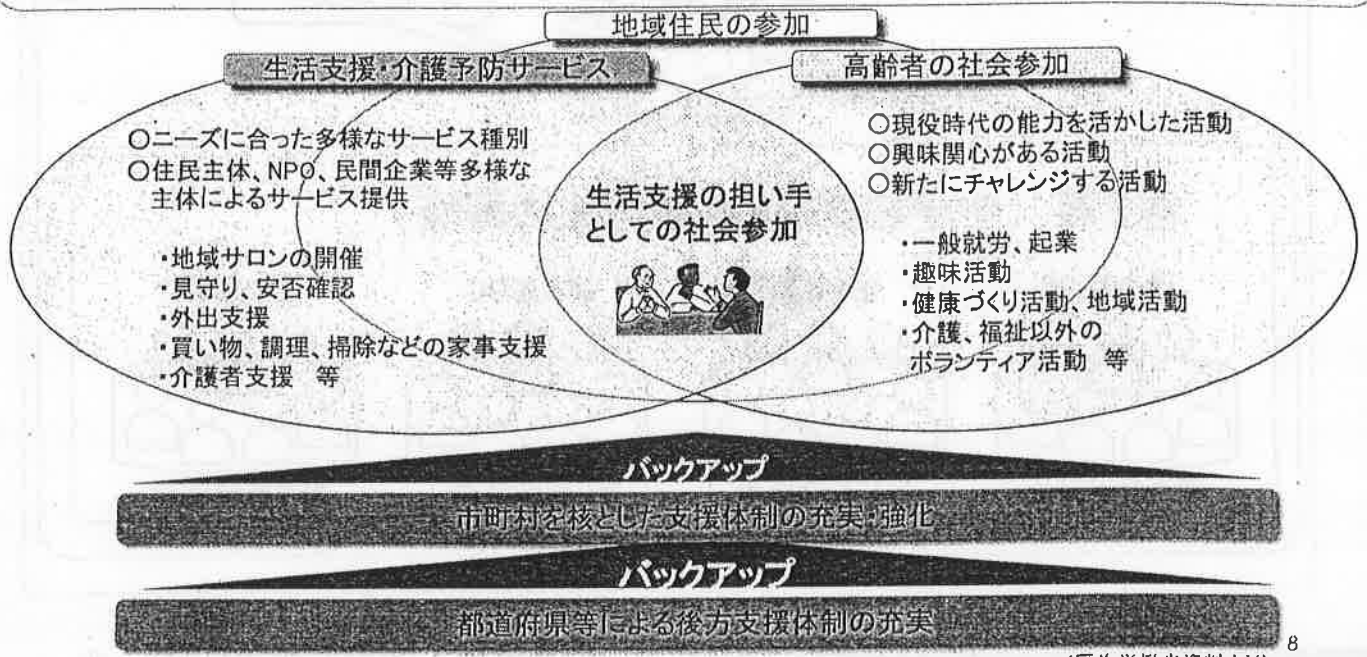 地域住民の参加
生活支援・介護予防サービス
高齢者の社会参加
○ニーズに合った多様なサービス種別
○住民主体、NPO、民間企業等多様な
主体によるサービス提供
・地域サロンの開催
・見守り、安否確認
・外出支援
・買い物、調理、掃除などの家事支援
・介護者支援 等
生活支援の担い手
としての社会参加
○現役時代の能力を活かした活動
○興味関心がある活動
○新たにチャレンジする活動
・一般就労、起業
・趣味活動
・健康づくり活動、地域活動
・介護、福祉以外の
ボランティア活動 等
バックアップ
市町村を核とした支援体制の充実・強化
バックアップ
都道府県等による後方支援体制の充実
8